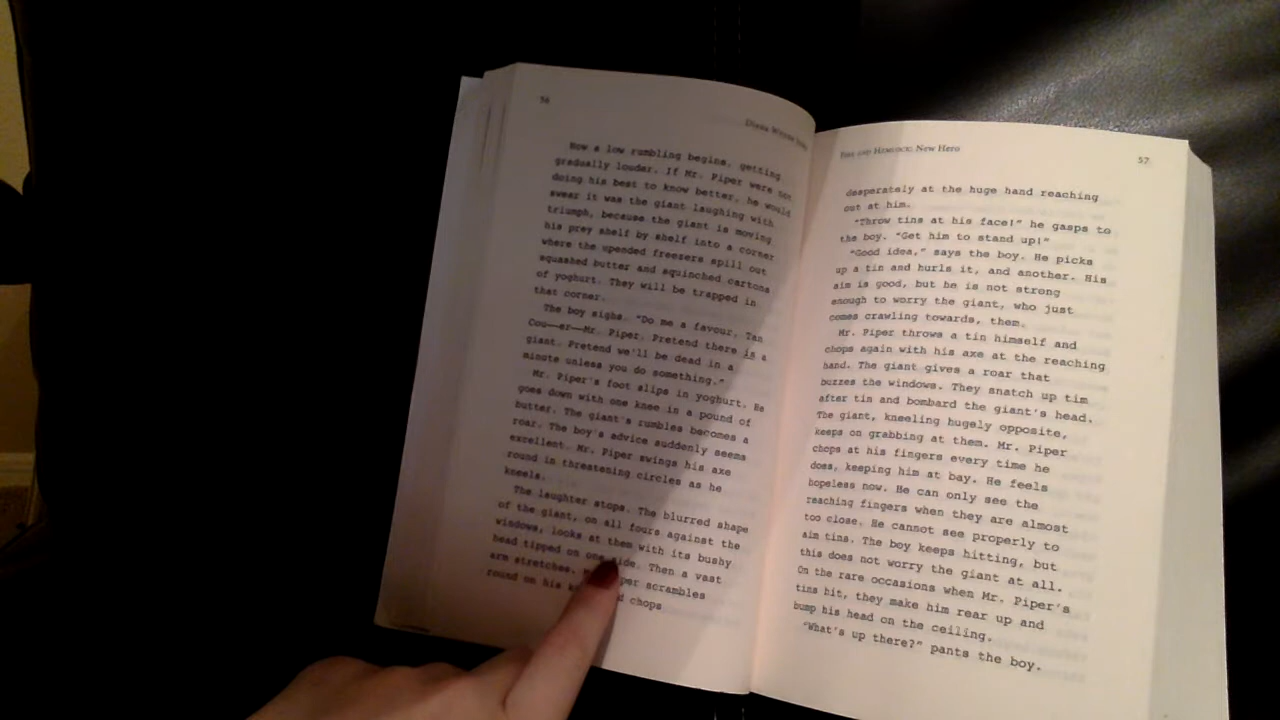 56
Diana Wynne Jones
Now a low rumbling begins, getting
gradually louder. If Mr. Piper were not
doing his best to know better, he would
swear it was the giant laughing with
triumph, because the giant is moving
his prey shelf by shelf into a corner
where the upended freezers spill out
squashed butter and squinched cartons
of yoghurt. They will be trapped in
that corner.
The boy sighs. "Do me a favour, Tan
Cou—er—Mr. Piper. Pretend there is a
giant. Pretend we'll be dead in a
minute unless you do something."
Mr. Piper's foot slips in yoghurt. He
goes down with one knee in a pound of
butter. The giant's rumbles becomes a
roar. The boy's advice suddenly seems
excellent. Mr. Piper swings his axe
round in threatening circles as he
kneels.
The laughter stops. The blurred shape
of the giant, on all fours against the
windows, looks at them with its bushy
head tipped on one side. Then a vast
arm stretches. scrambles
round on his chops
Fire and Hemlock: New Hero
57
desperately at the huge hand reaching
out at him.
"Throw tins at his face!" he gasps to
the boy. "Get him to stand up!"
"Good idea," says the boy. He picks
up a tin and hurls it, and another. His
aim is good, but he is not strong
enough to worry the giant, who just
comes crawling towards, them.
Mr. Piper throws a tin himself and
chops again with his axe at the reaching
hand. The giant gives a roar that
buzzes the windows. They snatch up tim
after tin and bombard the giant's head.
The giant, kneeling hugely opposite,
keeps on grabbing at them. Mr. Piper
chops at his fingers every time he
does, keeping him at bay. He feels
hopeless now. He can only see the
reaching fingers when they are almost
too close. He cannot see properly to
aim tins. The boy keeps hitting, but
this does not worry the giant at all.
On the rare occasions when Mr. Piper's
tins hit, they make him rear up and
bump his head on the ceiling.
"What's up there?" pants the boy.